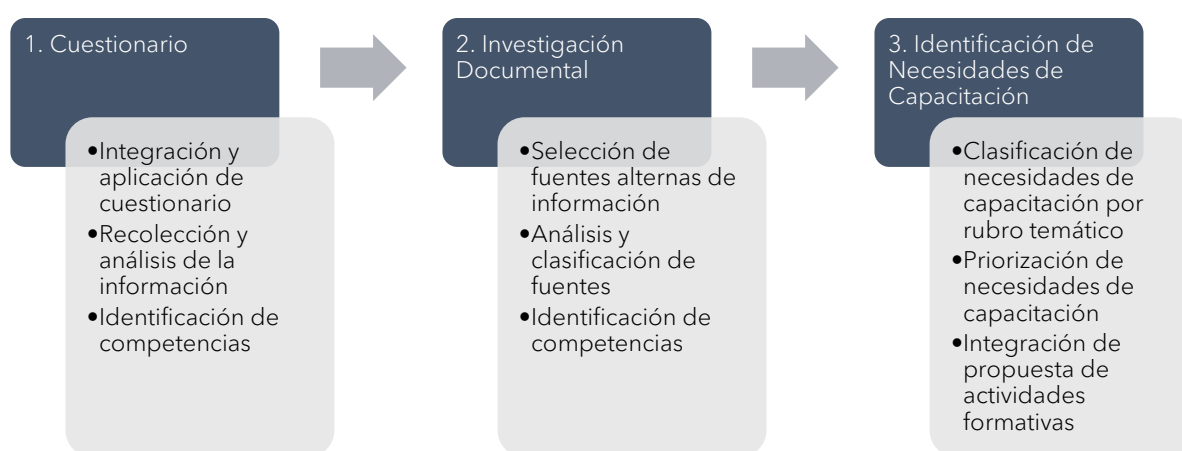 1. Cuestionario
•Integración y
aplicación de
cuestionario
•Recolección y
análisis de la
información
•Identificación de
competencias
2. Investigación
Documental
•Selección de
fuentes alternas de
información
•Análisis y
clasificación de
fuentes
•Identificación de
competencias
3. Identificación de
Necesidades de
Capacitación
•Clasificación de
necesidades de
capacitación por
rubro temático
•Priorización de
necesidades de
capacitación
•Integración de
propuesta de
actividades
formativas